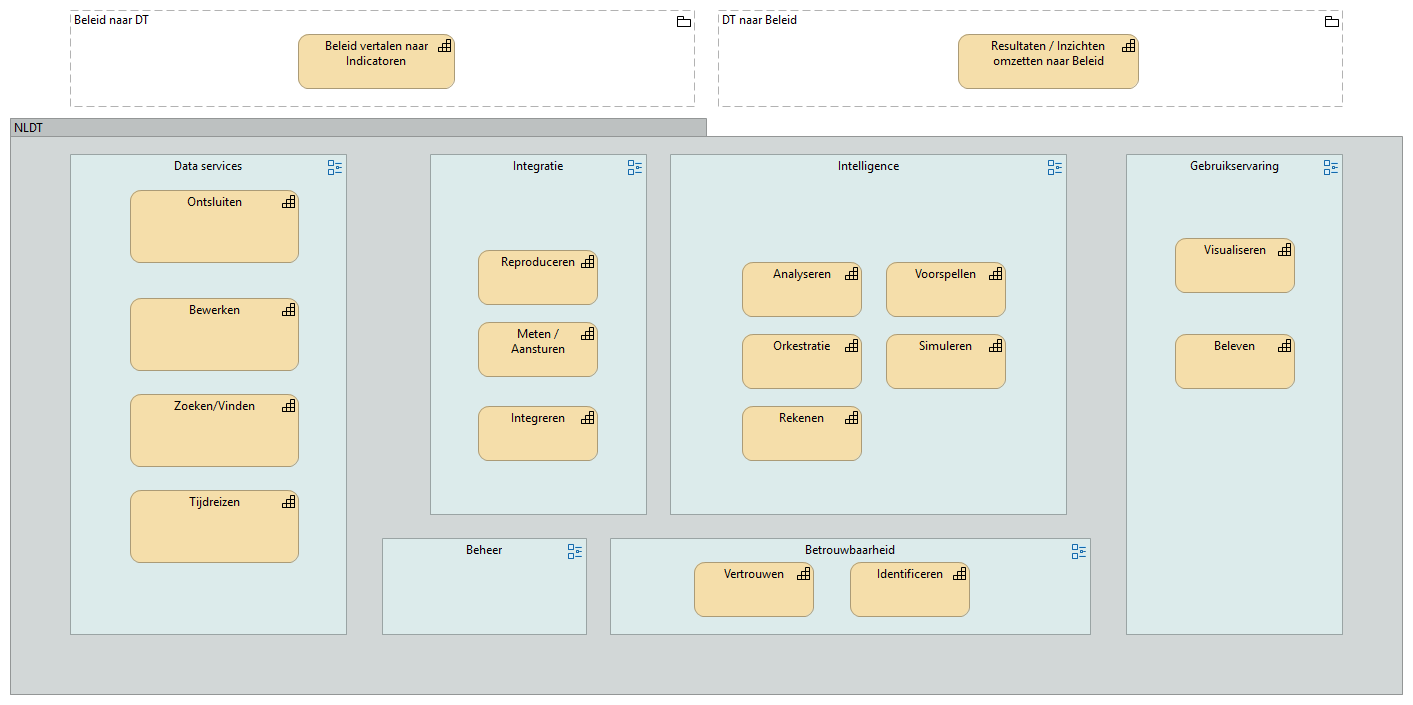 Beleid naar DT
Beleid vertalen naar
Indicatoren
DT naar Beleid
Resultaten / Inzichten
omzetten naar Beleid
NLDT
Data services
Ontsluiten
Bewerken
Zoeken/Vinden
Tijdreizen
Integratie
Reproduceren
Meten /
Aansturen
Integreren
Intelligence
Analyseren
Voorspellen
Orkestratie
Simuleren
Rekenen
Gebruikservaring
Visualiseren
Beleven
Beheer
Betrouwbaarheid
Vertrouwen
Identificeren